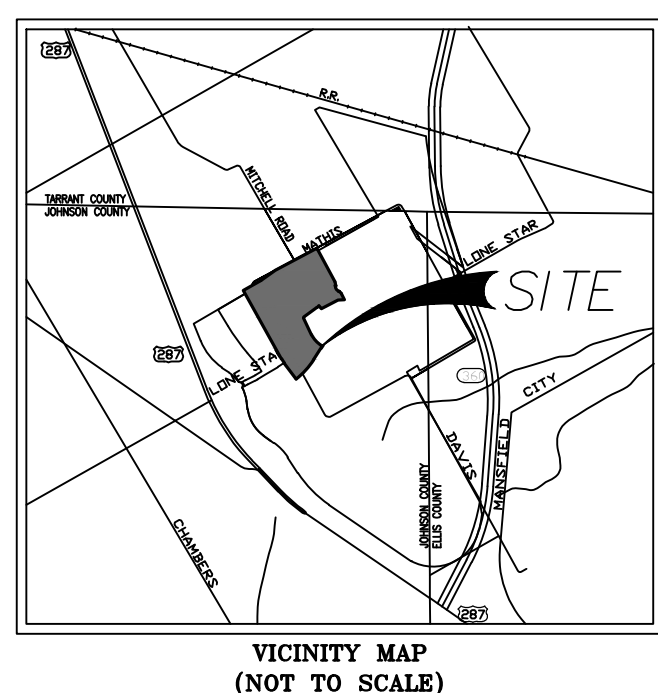 287
R.R.
MITCHELL ROAD
TARRANT COUNTY
JOHNSON COUNTY
MATHIS
LONE STAR
SITE
287
LONE STA
360
CITY
MANSFIELD
DAVIS
JOHNSON COUNTY
ELLIS COUNTY
CHAMBERS
287
VICINITY MAP
(NOT TO SCALE)